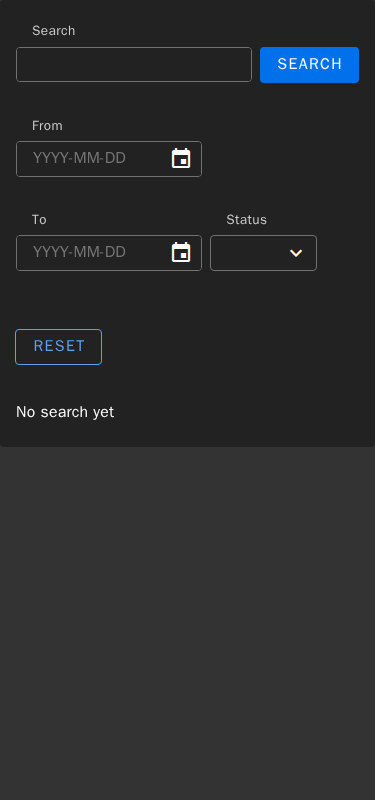 Search
SEARCH
From
YYYY-MM-DD
To
Status
YYYY-MM-DD
RESET
No search yet